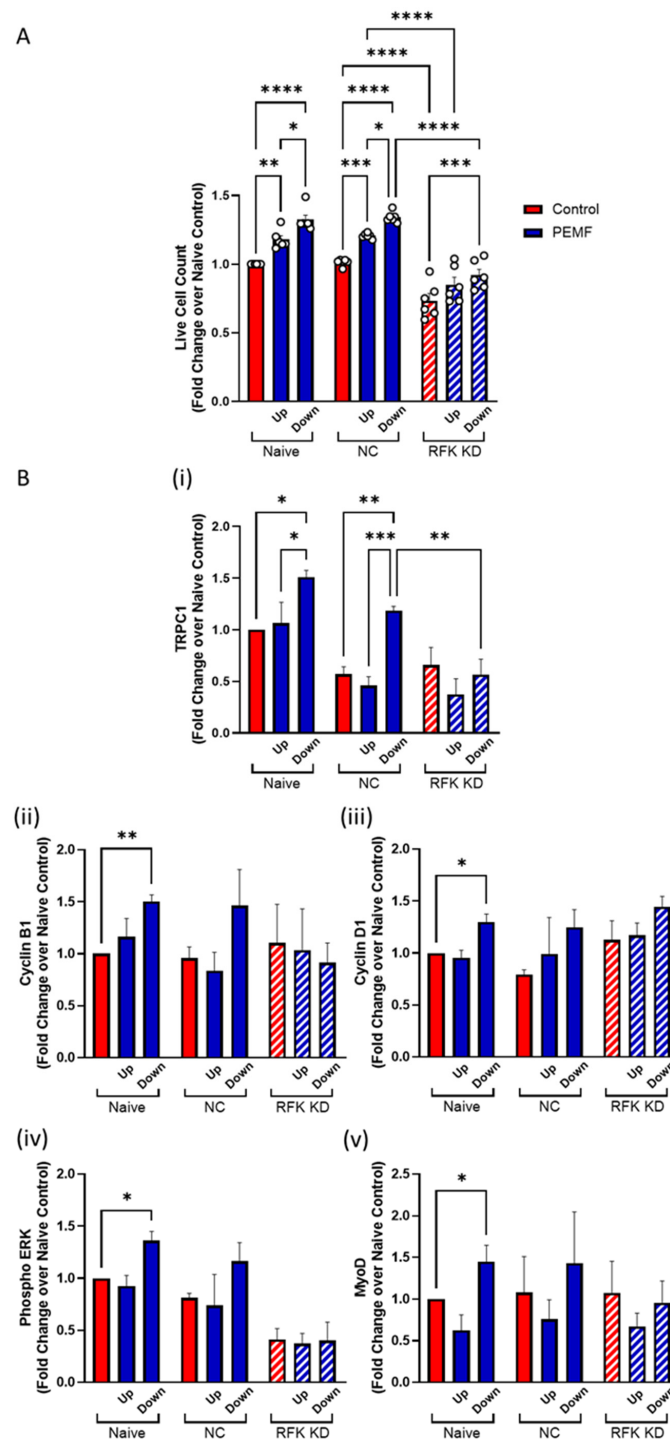 A
****
****
****
****
*
****
*
****
**
***
***
1.5
1.0
0.5
0.0
Live Cell Count
(Fold Change over Naive Control)
Control
PEMF
Up
Down
Up
Down
Up
Down
Naive
NC
RFK KD
B
(i)
*
**
*
***
**
2.0
1.5
1.0
0.5
0.0
TRPC1
(Fold Change over Naive Control)
Up
Down
Up
Down
Up
Down
Naive
NC
RFK KD
(ii)
**
2.0
1.5
1.0
0.5
0.0
Cyclin B1
(Fold Change over Naive Control)
Up
Down
Up
Down
Up
Down
Naive
NC
RFK KD
(iii)
*
2.0
1.5
1.0
0.5
0.0
Cyclin D1
(Fold Change over Naive Control)
Up
Down
Up
Down
Up
Down
Naive
NC
RFK KD
(iv)
*
2.0
1.5
1.0
0.5
0.0
Phospho ERK
(Fold Change over Naive Control)
Up
Down
Up
Down
Up
Down
Naive
NC
RFK KD
(v)
*
2.5
2.0
1.5
1.0
0.5
0.0
MyoD
(Fold Change over Naive Control)
Up
Down
Up
Down
Up
Down
Naive
NC
RFK KD